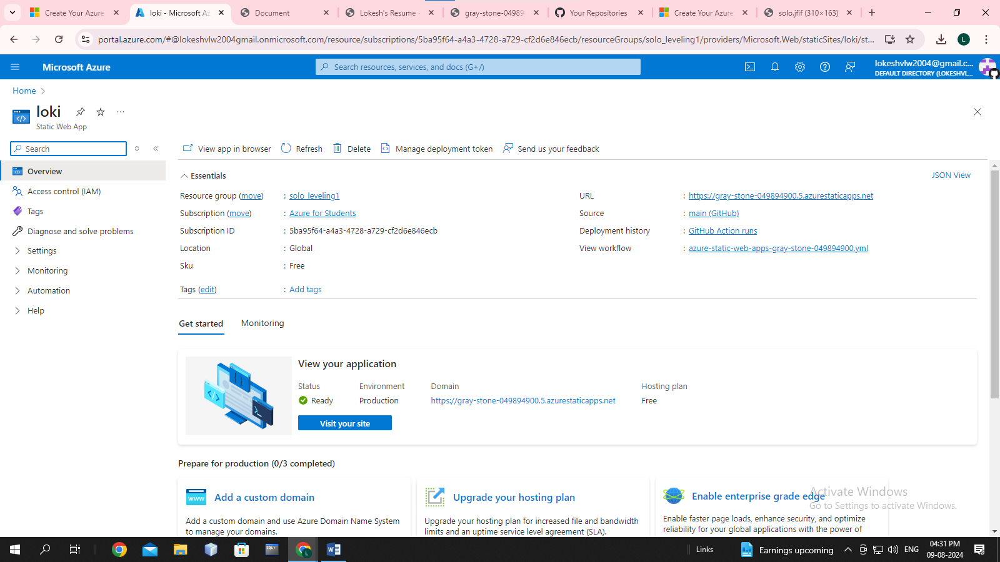 Create Your Azure
loki - Microsoft Az
Document
Lokesh's Resume
gray-stone-04989
Your Repositories
Create Your Azure
solo.jfif (310×163)
portal.azure.com/#@lokeshvlw2004gmail.onmicrosoft.com/resource/subscriptions/5ba95f64-a4a3-4728-a729-cf2d6e846ecb/resourceGroups/solo_leveling1/providers/Microsoft.Web/staticSites/loki/st...
L
Microsoft Azure
Search resources, services, and docs (G+/)
lokeshvlw2004@gmail.c...
DEFAULT DIRECTORY (LOKESHVL...
Home
loki
Static Web App
Search
View app in browser
Refresh
Delete
Manage deployment token
Send us your feedback
Overview
Access control (IAM)
Tags
Diagnose and solve problems
Settings
Monitoring
Automation
Help
Essentials
JSON View
Resource group (move) : solo_leveling1
Subscription (move) : Azure for Students
Subscription ID : 5ba95f64-a4a3-4728-a729-cf2d6e846ecb
Location : Global
Sku : Free
URL : https://gray-stone-049894900.5.azurestaticapps.net
Source : main (GitHub)
Deployment history : GitHub Action runs
View workflow : azure-static-web-apps-gray-stone-049894900.yml
Tags (edit) : Add tags
Get started
Monitoring
View your application
Status
Environment
Domain
Hosting plan
Ready
Production
https://gray-stone-049894900.5.azurestaticapps.net
Free
Visit your site
Prepare for production (0/3 completed)
www
Add a custom domain
Add a custom domain and use Azure Domain Name System
to manage your domains.
Upgrade your hosting plan
Upgrade your hosting plan for increased file and bandwidth
limits and an uptime service level agreement (SLA).
Enable enterprise grade edge
Enable faster page loads, enhance security, and optimize
reliability for your global applications with the power of
Activate Windows
Go to Settings to activate Windows.
Links
Earnings upcoming
ENG
04:31 PM
09-08-2024